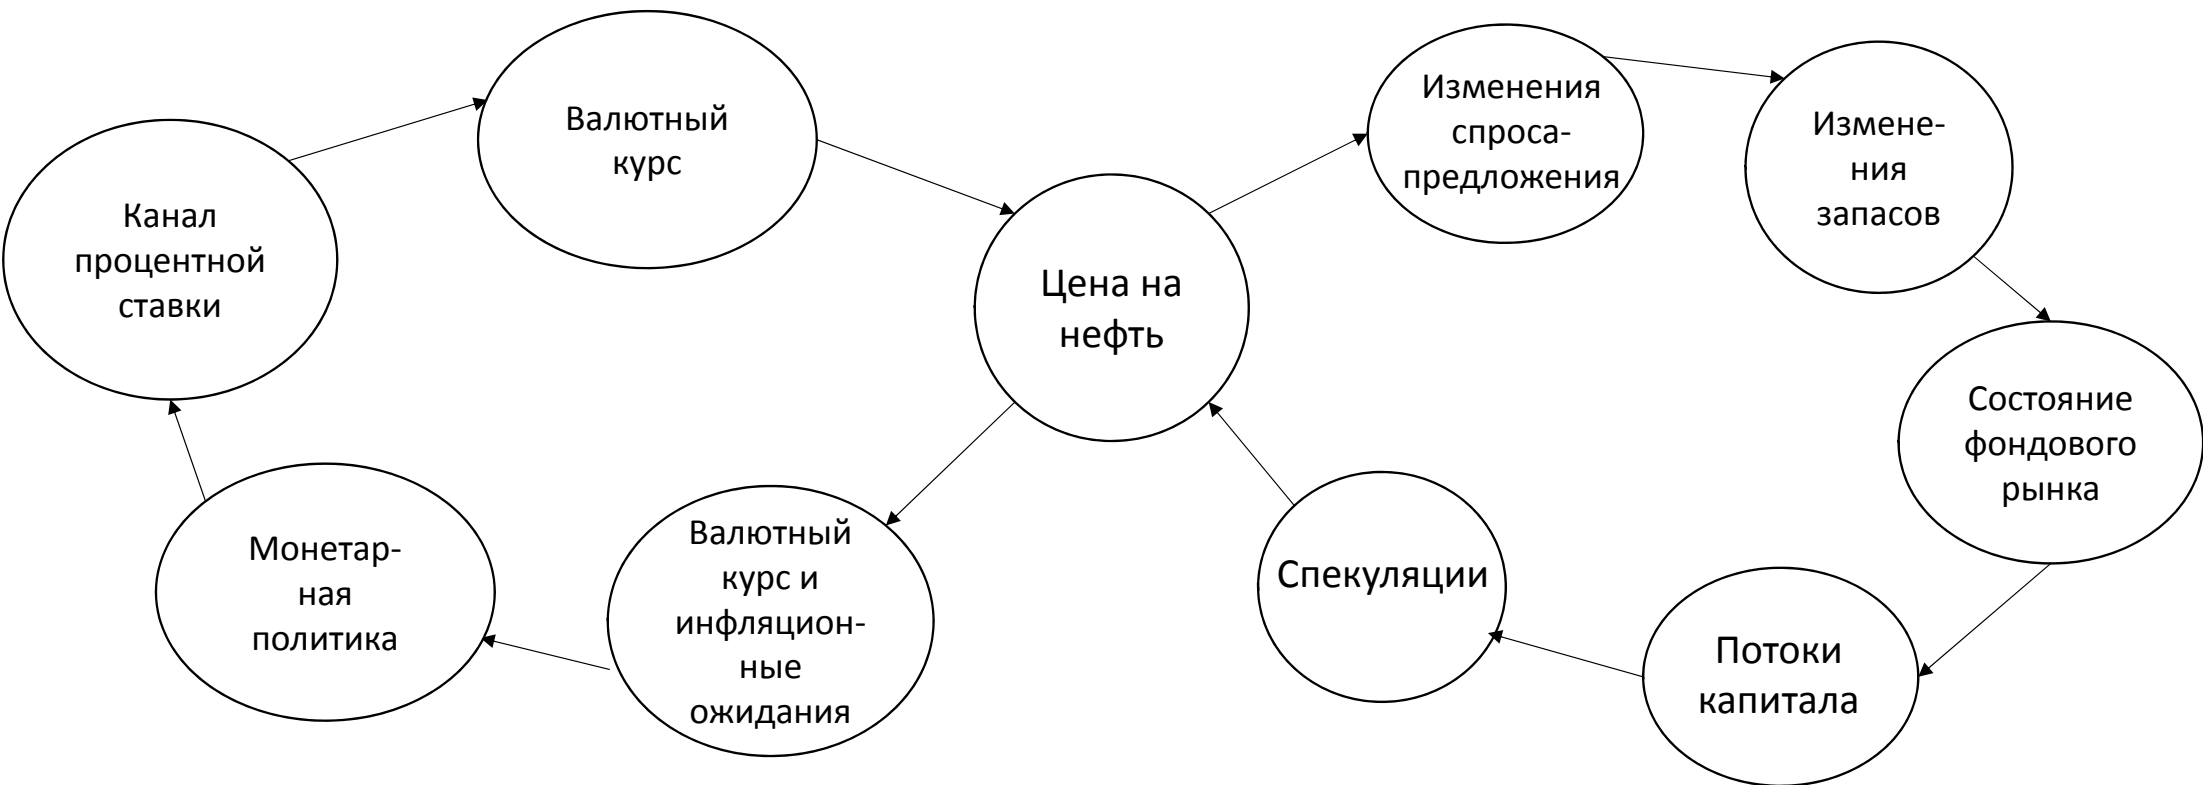 Валютный
курс
Изменения
спроса-
предложения
Измене-
ния
запасов
Канал
процентной
ставки
Цена на
нефть
Состояние
фондового
рынка
Монетар-
ная
политика
Валютный
курс и
инфляцион-
ные
ожидания
Спекуляции
Потоки
капитала